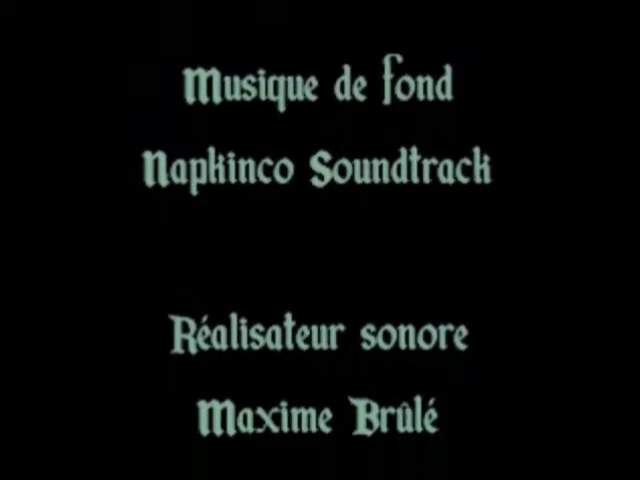 Musique de fond
Napkinco Soundtrack
Réalisateur sonore
Maxime Brûlé